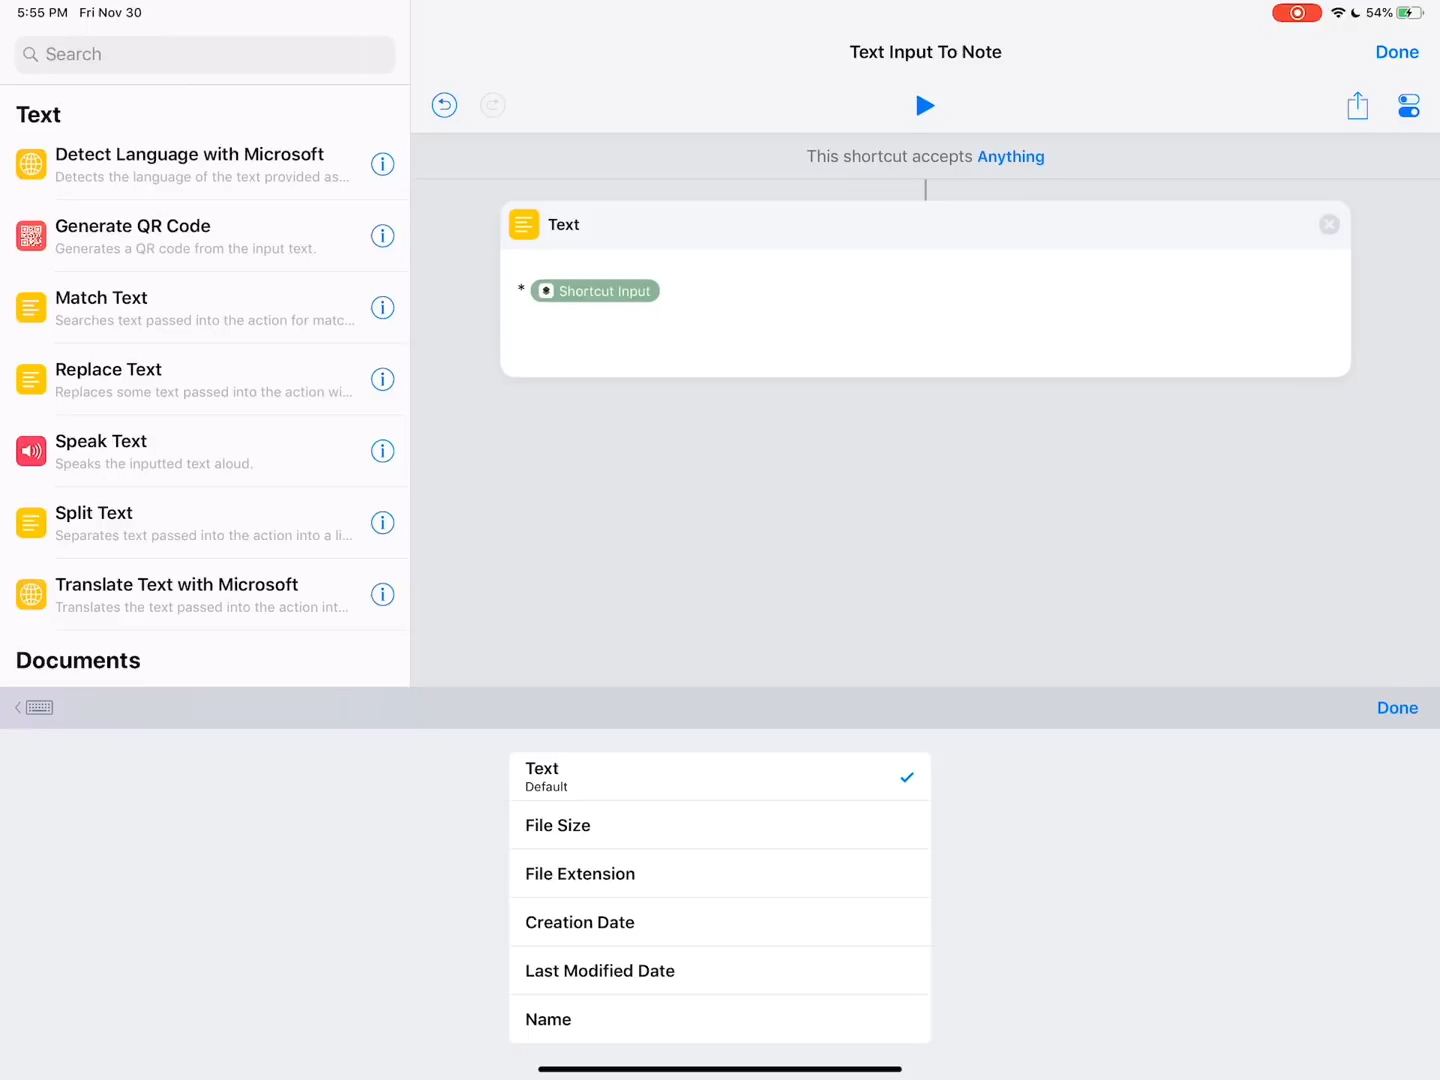 5:55 PM Fri Nov 30
54%
Search
Text Input To Note
Done
Text
This shortcut accepts Anything
Detect Language with Microsoft
Detects the language of the text provided as...
Generate QR Code
Generates a QR code from the input text.
Match Text
Searches text passed into the action for matc...
Replace Text
Replaces some text passed into the action wi...
Speak Text
Speaks the inputted text aloud.
Split Text
Separates text passed into the action into a li...
Translate Text with Microsoft
Translates the text passed into the action int...
Documents
Text
* Shortcut Input
Done
Text
Default
File Size
File Extension
Creation Date
Last Modified Date
Name